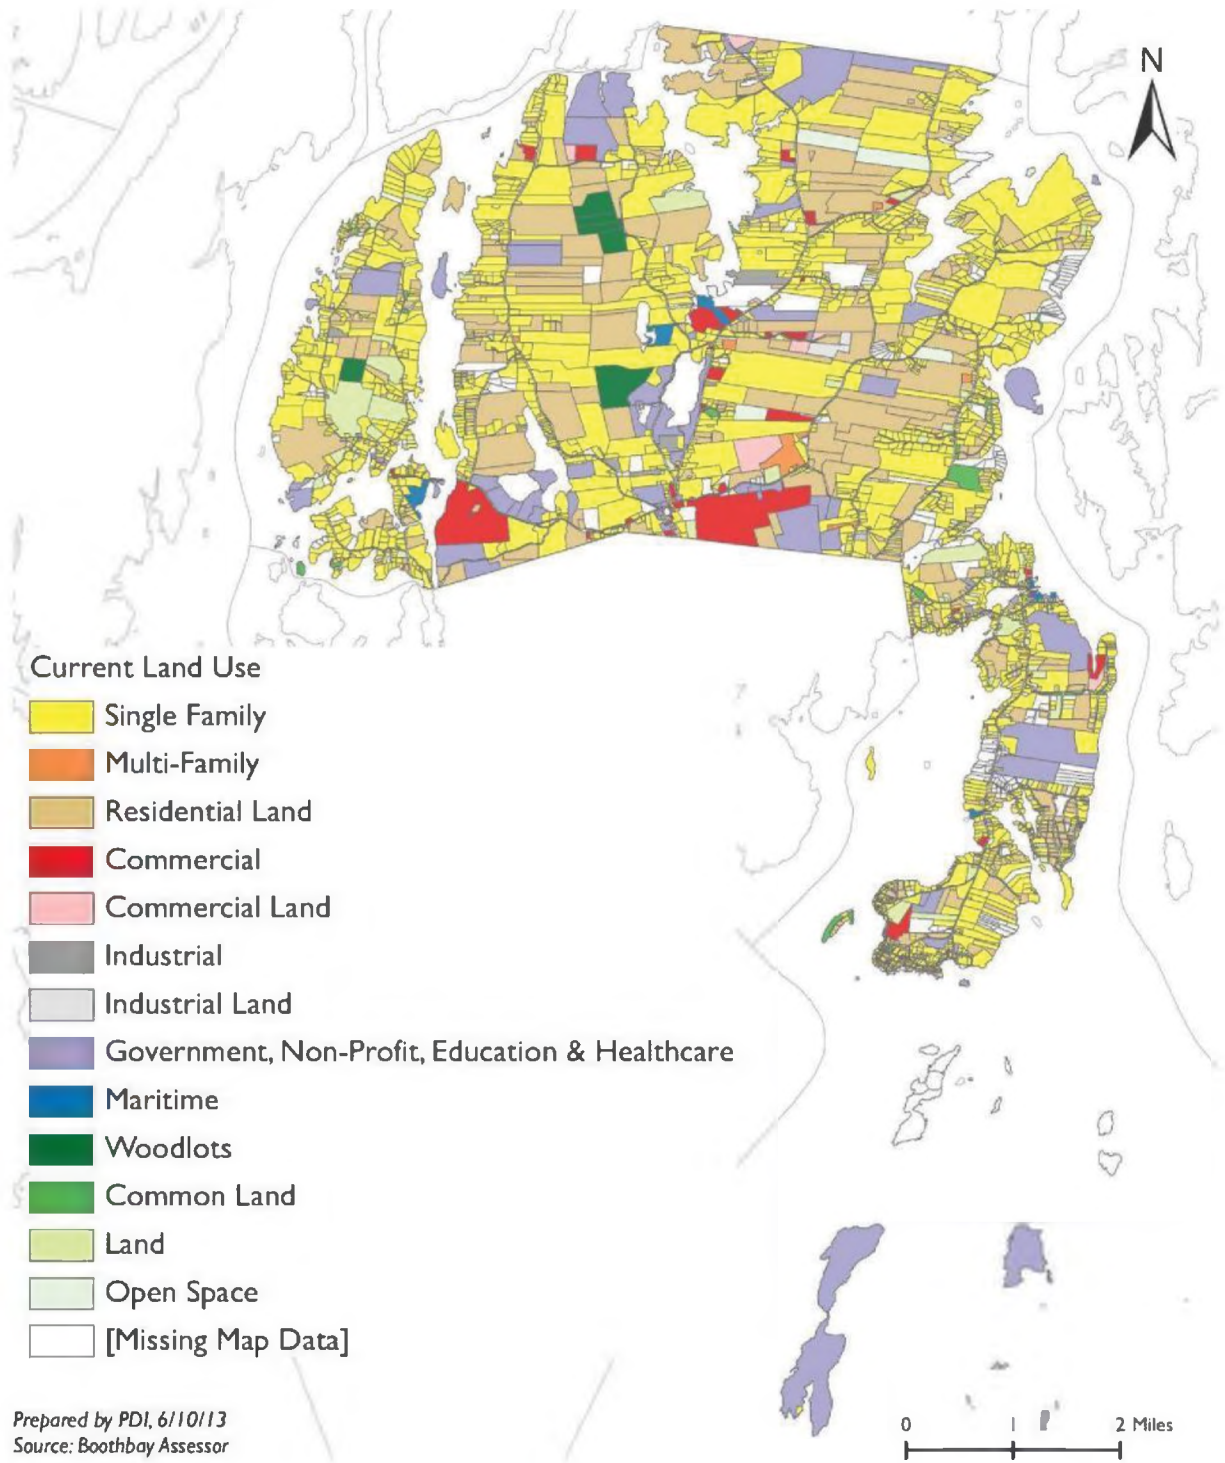 N
Current Land Use
Single Family
Multi-Family
Residential Land
Commercial
Commercial Land
Industrial
Industrial Land
Government, Non-Profit, Education & Healthcare
Maritime
Woodlots
Common Land
Land
Open Space
[Missing Map Data]
Prepared by PDI, 6/10/13
Source: Boothbay Assessor
0 1 2 Miles